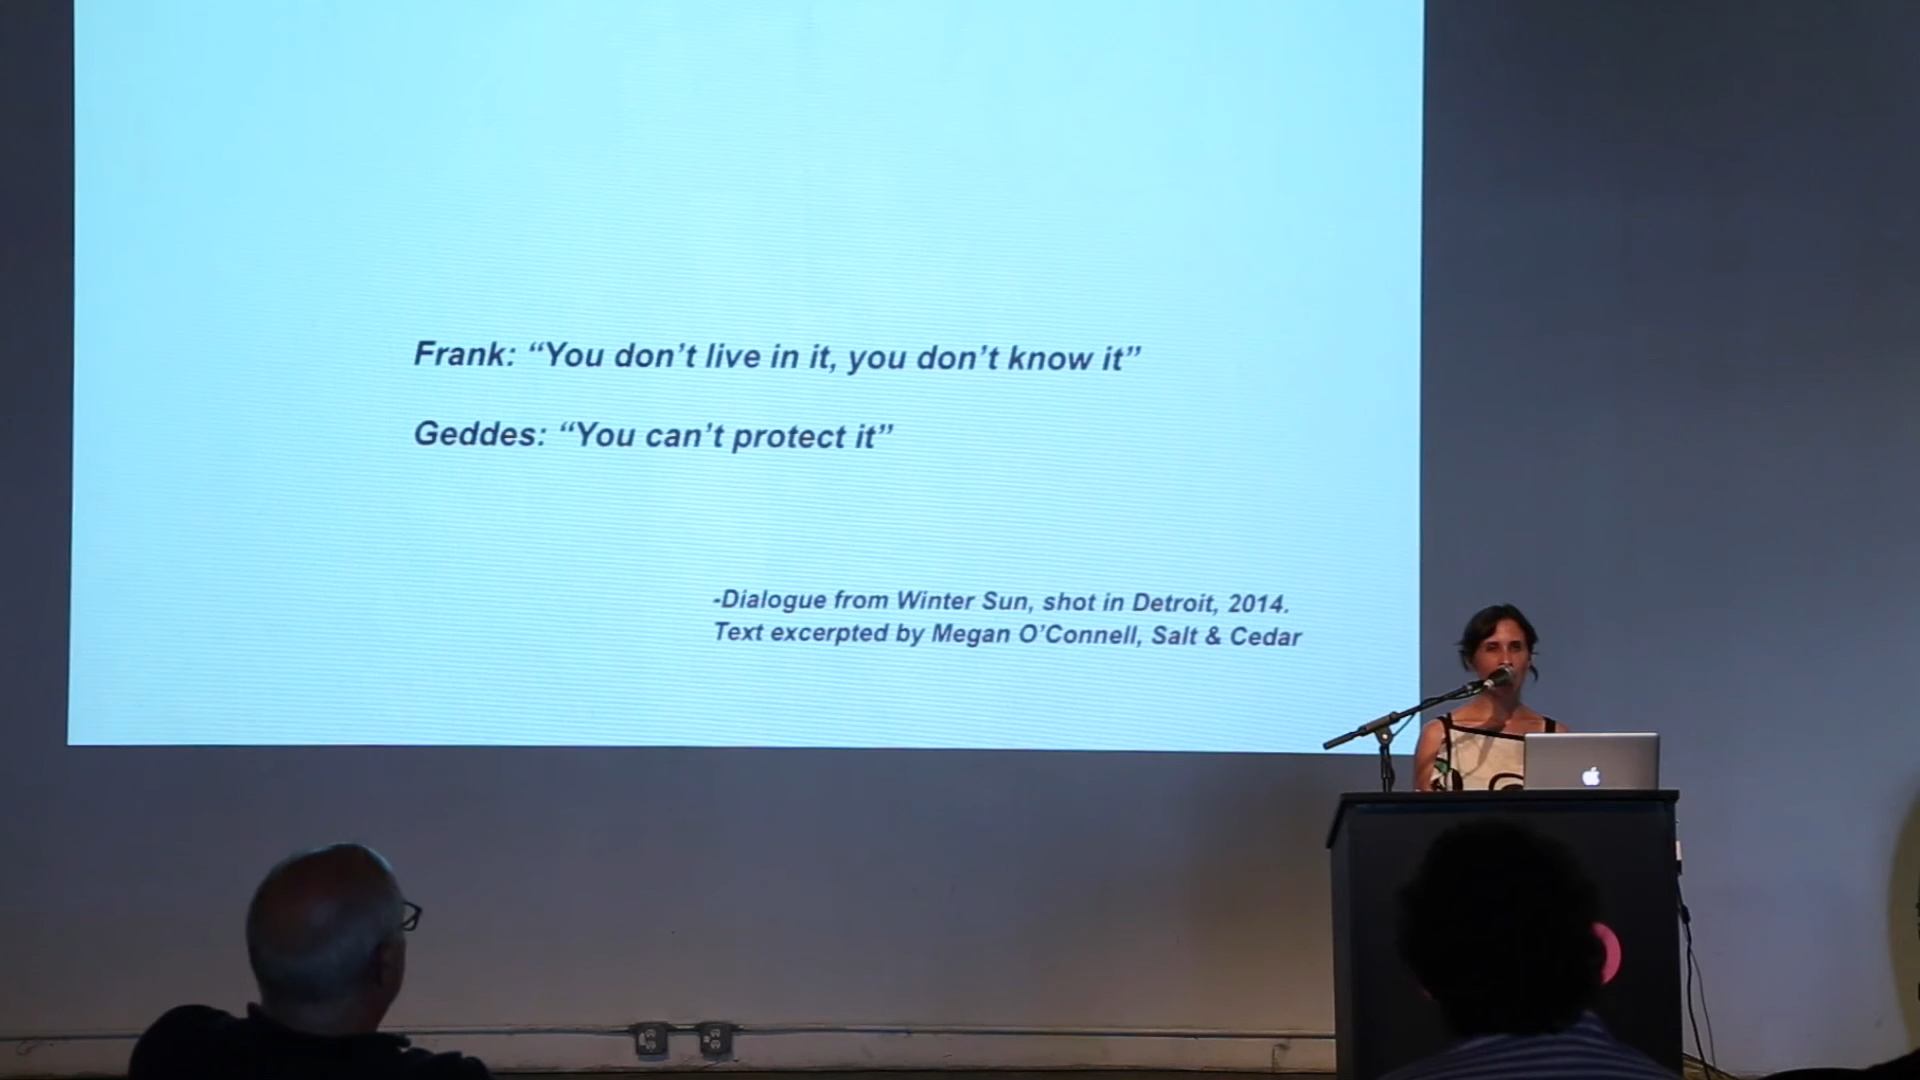 Frank: “You don’t live in it, you don’t know it”
Geddes: “You can’t protect it”
-Dialogue from Winter Sun, shot in Detroit, 2014.
Text excerpted by Megan O’Connell, Salt & Cedar